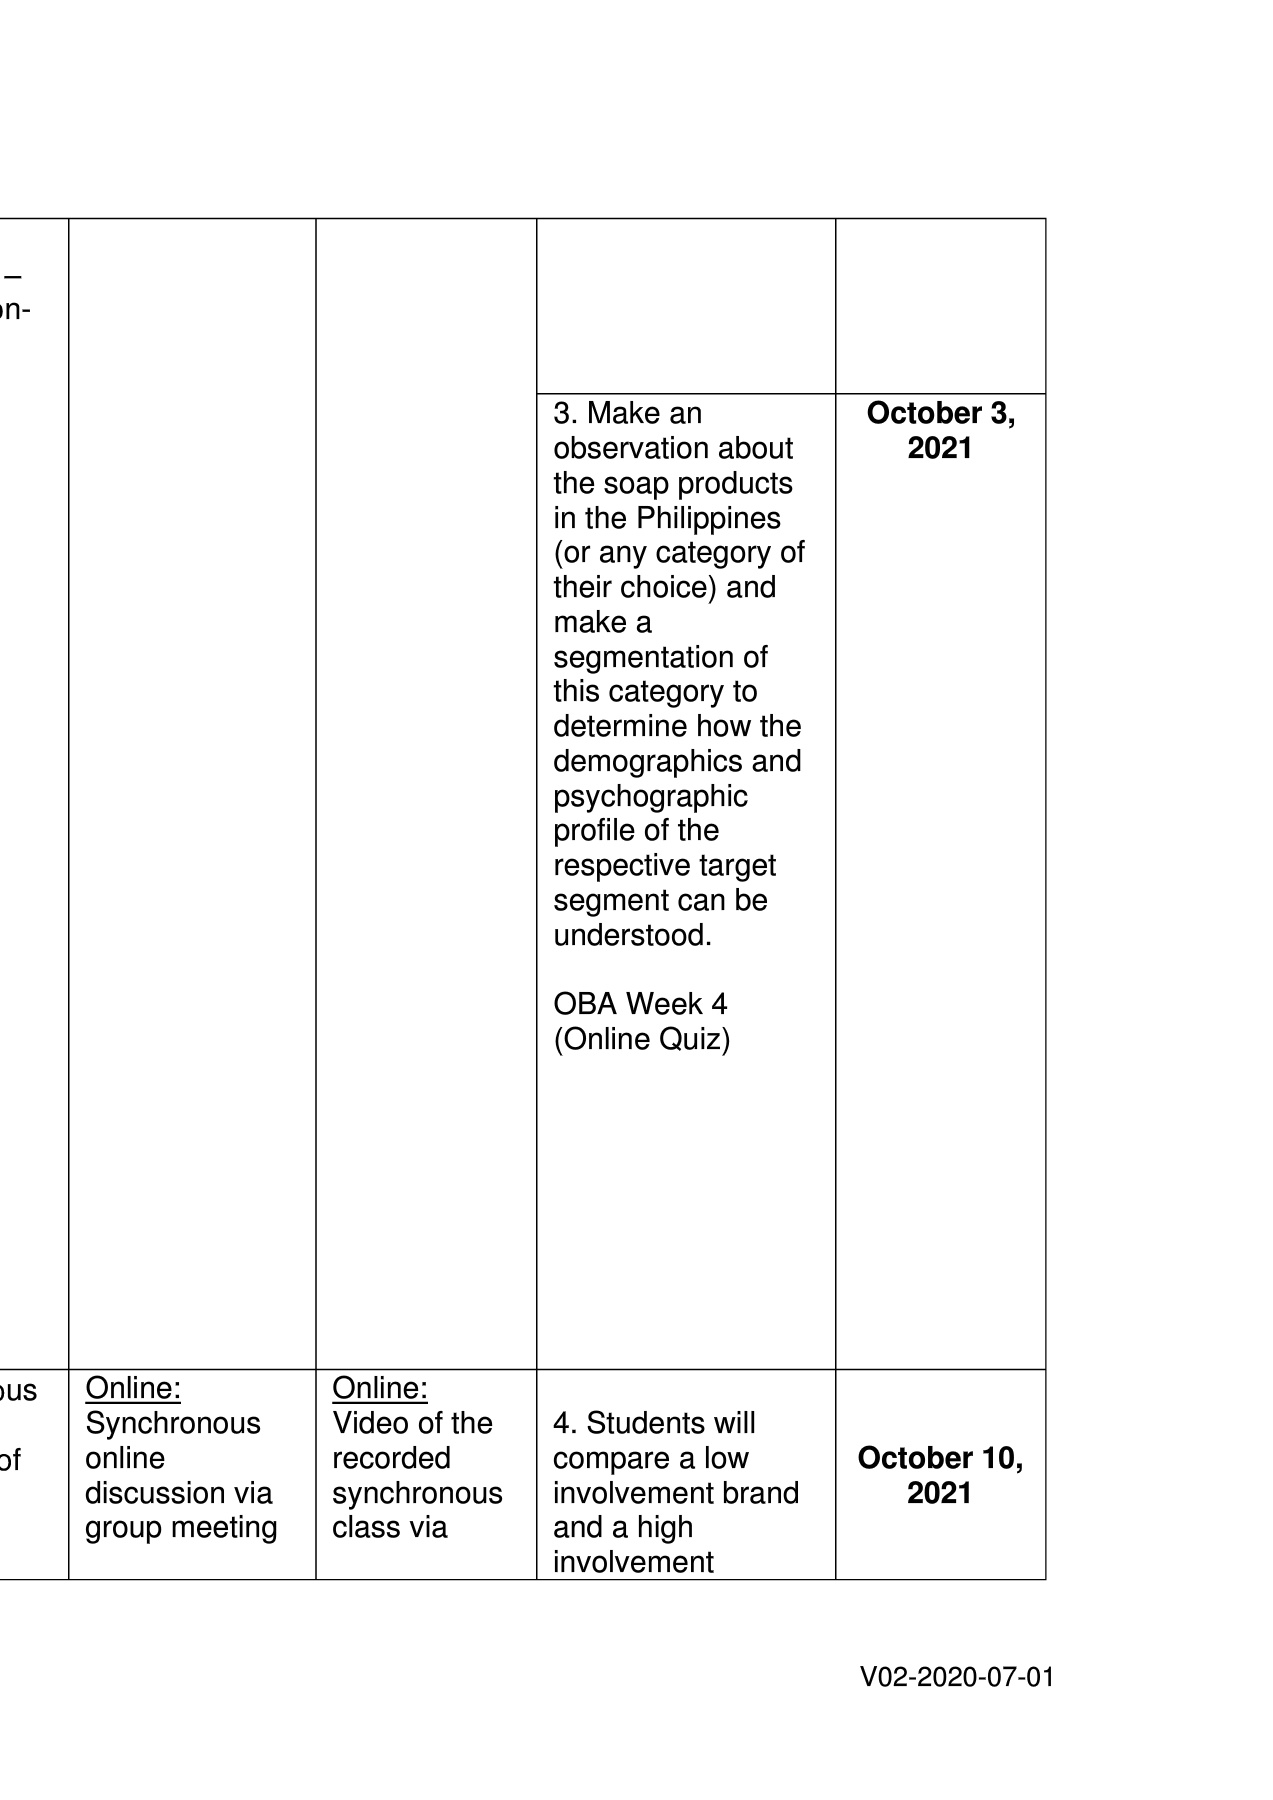 –
on-
3. Make an
observation about
the soap products
in the Philippines
(or any category of
their choice) and
make a
segmentation of
this category to
determine how the
demographics and
psychographic
profile of the
respective target
segment can be
understood.
OBA Week 4
(Online Quiz)
October 3,
2021
ous
of
Online:
Synchronous
online
discussion via
group meeting
Online:
Video of the
recorded
synchronous
class via
4. Students will
compare a low
involvement brand
and a high
involvement
October 10,
2021
V02-2020-07-01